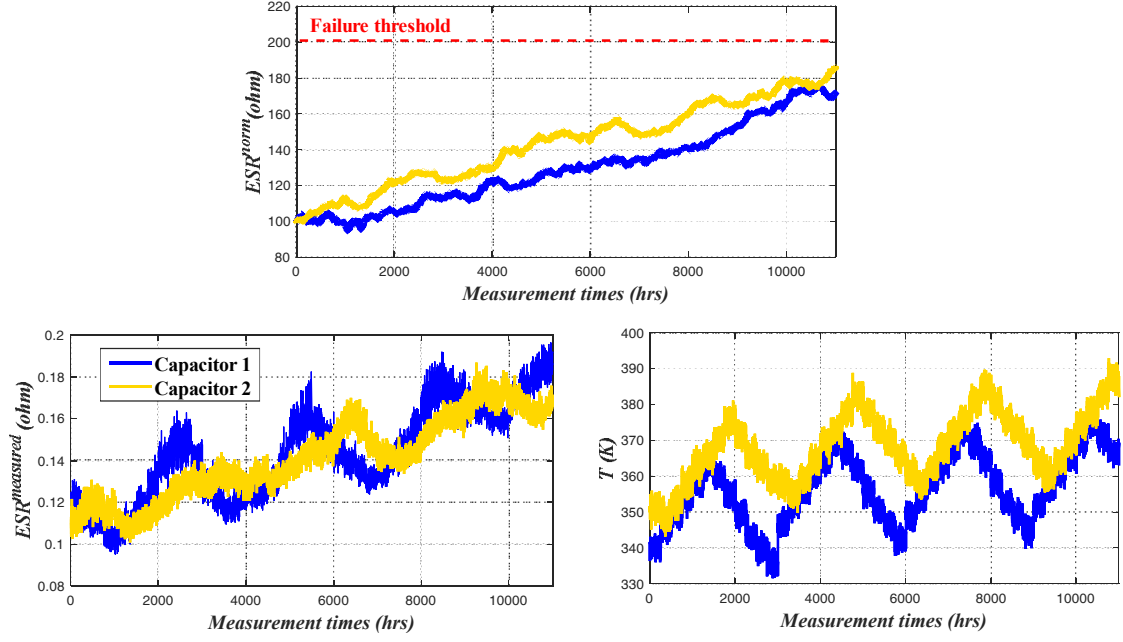 220
200
180
160
140
120
100
80
Failure threshold
ESR^norm (ohm)
0 2000 4000 6000 8000 10000
Measurement times (hrs)
0.2
0.18
0.16
0.14
0.12
0.1
0.08
Capacitor 1
Capacitor 2
ESR^measured (ohm)
0 2000 4000 6000 8000 10000
Measurement times (hrs)
400
390
380
370
360
350
340
330
T (K)
0 2000 4000 6000 8000 10000
Measurement times (hrs)